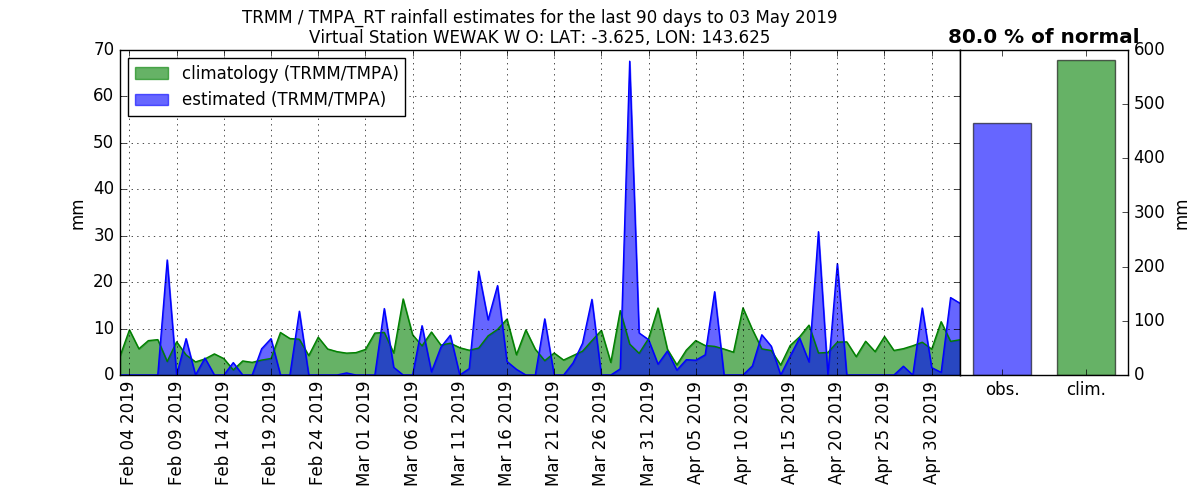 TRMM / TMPA_RT rainfall estimates for the last 90 days to 03 May 2019
Virtual Station WEWAK W O: LAT: -3.625, LON: 143.625
80.0 % of normal
climatology (TRMM/TMPA)
estimated (TRMM/TMPA)
70
60
50
40
30
20
10
0
mm
600
500
400
300
200
100
0
mm
obs.
clim.
Feb 04 2019
Feb 09 2019
Feb 14 2019
Feb 19 2019
Feb 24 2019
Mar 01 2019
Mar 06 2019
Mar 11 2019
Mar 16 2019
Mar 21 2019
Mar 26 2019
Mar 31 2019
Apr 05 2019
Apr 10 2019
Apr 15 2019
Apr 20 2019
Apr 25 2019
Apr 30 2019